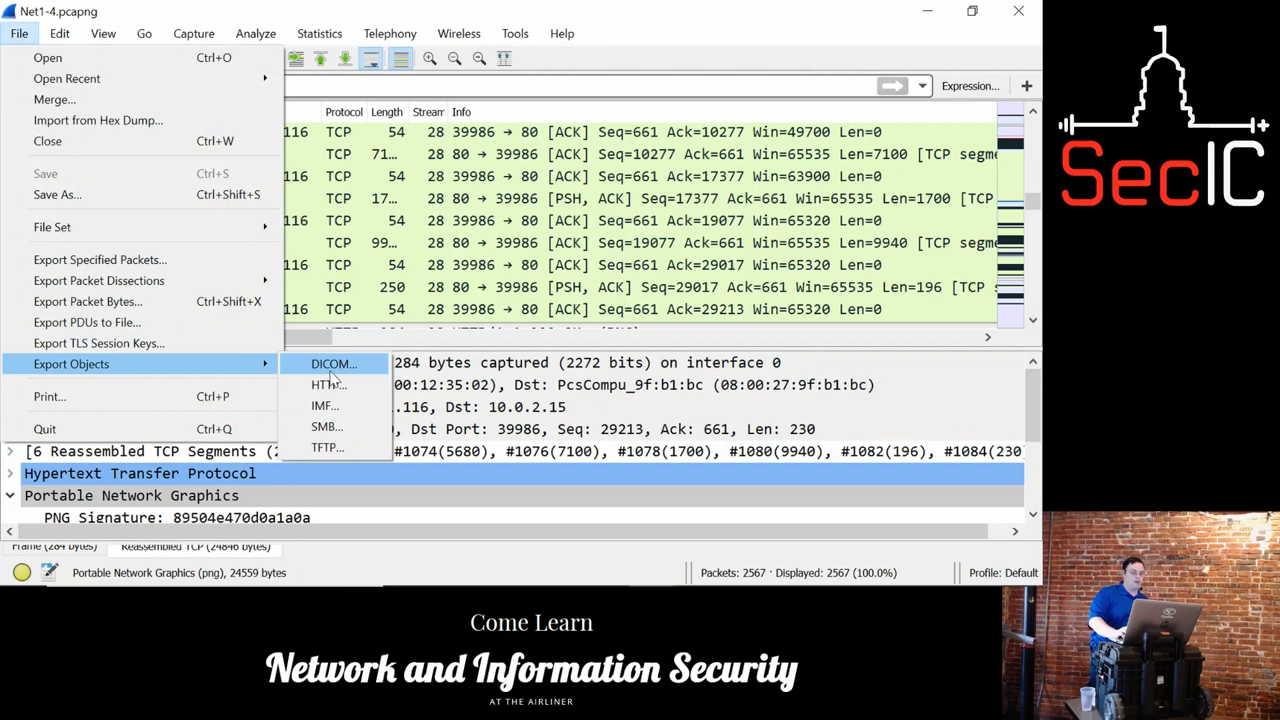 Net1-4.pcapng
File Edit View Go Capture Analyze Statistics Telephony Wireless Tools Help
Open Ctrl+O
Open Recent
Merge...
Import from Hex Dump...
Close Ctrl+W
Save Ctrl+S
Save As... Ctrl+Shift+S
File Set
Export Specified Packets...
Export Packet Dissections
Export Packet Bytes... Ctrl+Shift+X
Export PDUs to File...
Export TLS Session Keys...
Export Objects
Print... Ctrl+P
Quit Ctrl+Q
DICOM...
IMF...
SMB...
TFTP...
Expression... +
Protocol Length Stream Info
116 TCP 54 28 39986 → 80 [ACK] Seq=661 Ack=10277 Win=49700 Len=0
TCP 71… 28 80 → 39986 [ACK] Seq=10277 Ack=661 Win=65535 Len=7100 [TCP segme
116 TCP 54 28 39986 → 80 [ACK] Seq=661 Ack=17377 Win=63900 Len=0
TCP 17… 28 80 → 39986 [PSH, ACK] Seq=17377 Ack=661 Win=65535 Len=1700 [TCP
116 TCP 54 28 39986 → 80 [ACK] Seq=661 Ack=19077 Win=65320 Len=0
TCP 99… 28 80 → 39986 [ACK] Seq=19077 Ack=661 Win=65535 Len=9940 [TCP segme
116 TCP 54 28 39986 → 80 [ACK] Seq=661 Ack=29017 Win=65320 Len=0
TCP 250 28 80 → 39986 [PSH, ACK] Seq=29017 Ack=661 Win=65535 Len=196 [TCP s
116 TCP 54 28 39986 → 80 [ACK] Seq=661 Ack=29213 Win=65320 Len=0
284 bytes captured (2272 bits) on interface 0
:00:12:35:02), Dst: PcsCompu_9f:b1:bc (08:00:27:9f:b1:bc)
.116, Dst: 10.0.2.15
Dst Port: 39986, Seq: 29213, Ack: 661, Len: 230
[6 Reassembled TCP Segments (2 #1074(5680), #1076(7100), #1078(1700), #1080(9940), #1082(196), #1084(230)
Hypertext Transfer Protocol
Portable Network Graphics
PNG Signature: 89504e470d0a1a0a
Frame (284 bytes) Reassembled TCP (24846 bytes)
Portable Network Graphics (png), 24559 bytes Packets: 2567 · Displayed: 2567 (100.0%) Profile: Default
SecIC
Come Learn
Network and Information Security
AT THE AIRLINER